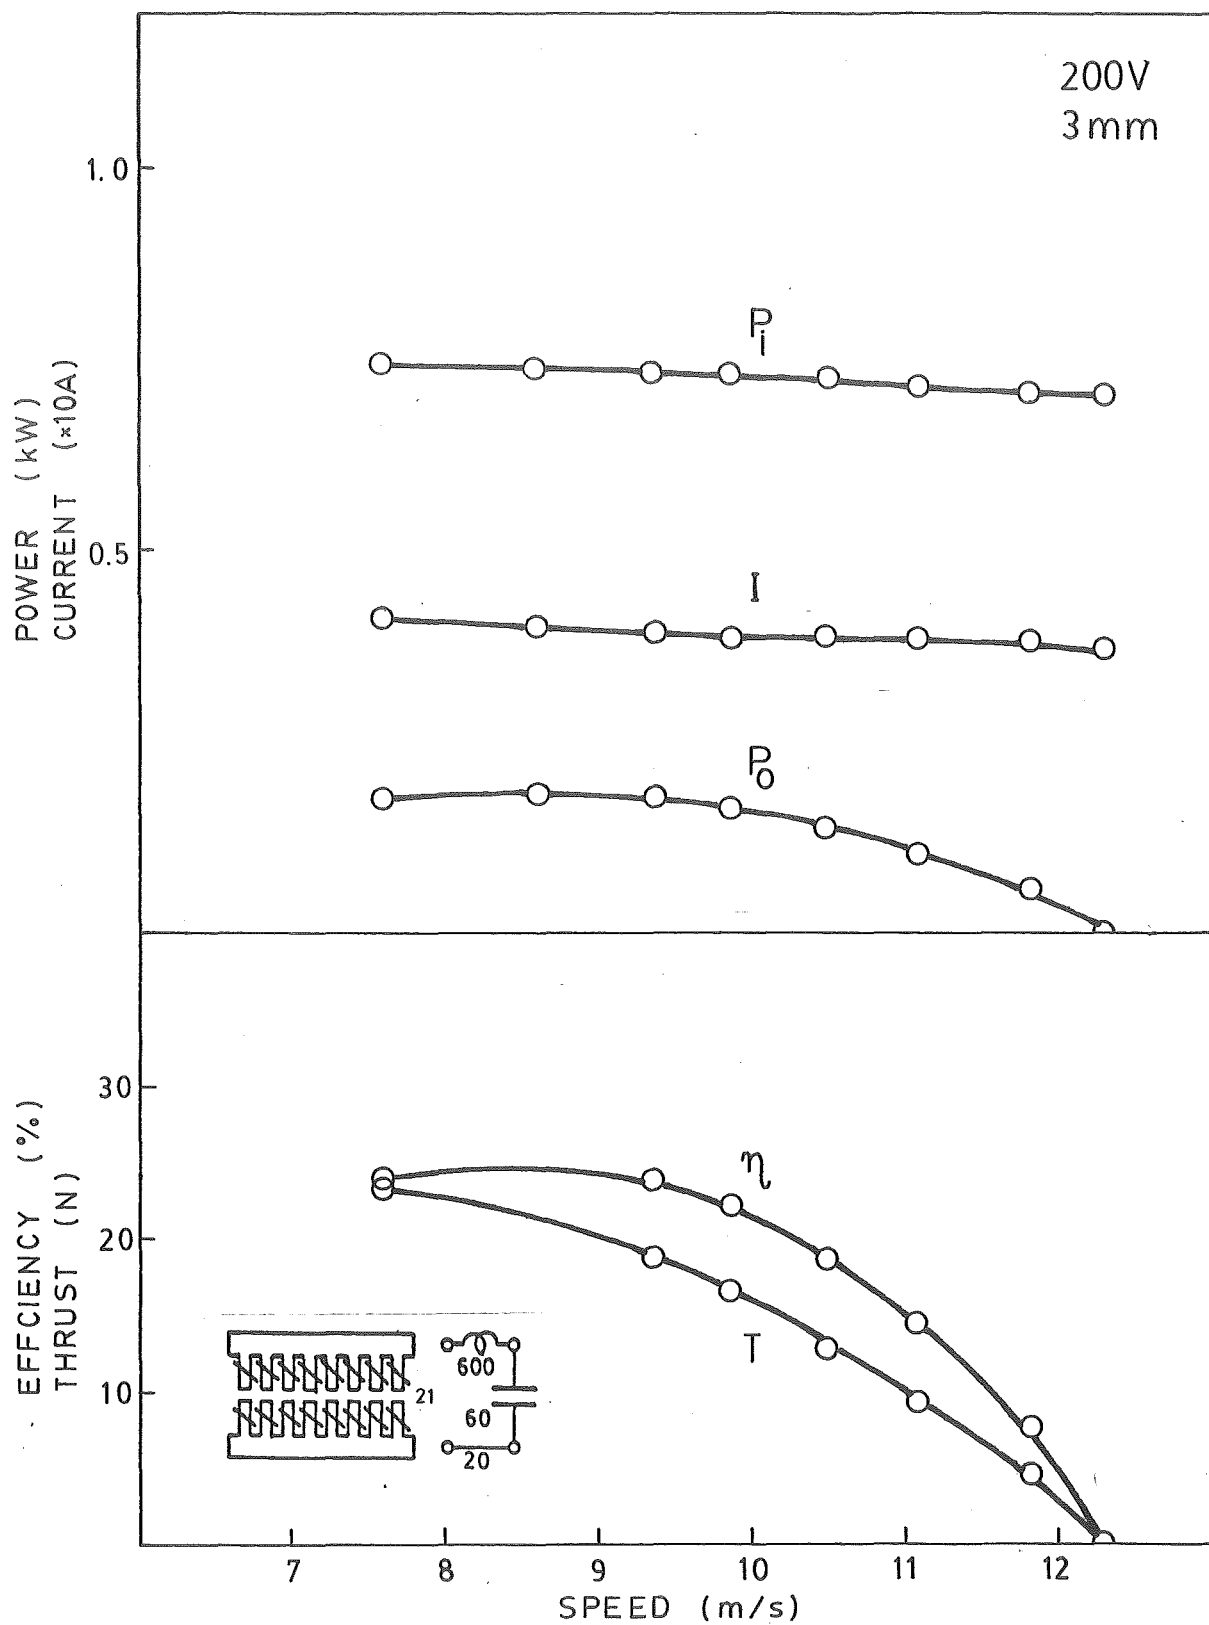 200V
3mm
1.0
0.5
POWER (kW)
CURRENT (×10A)
Pi
I
Po
30
20
10
EFFCIENCY (%)
THRUST (N)
η
T
21
600
60
20
7 8 9 10 11 12
SPEED (m/s)